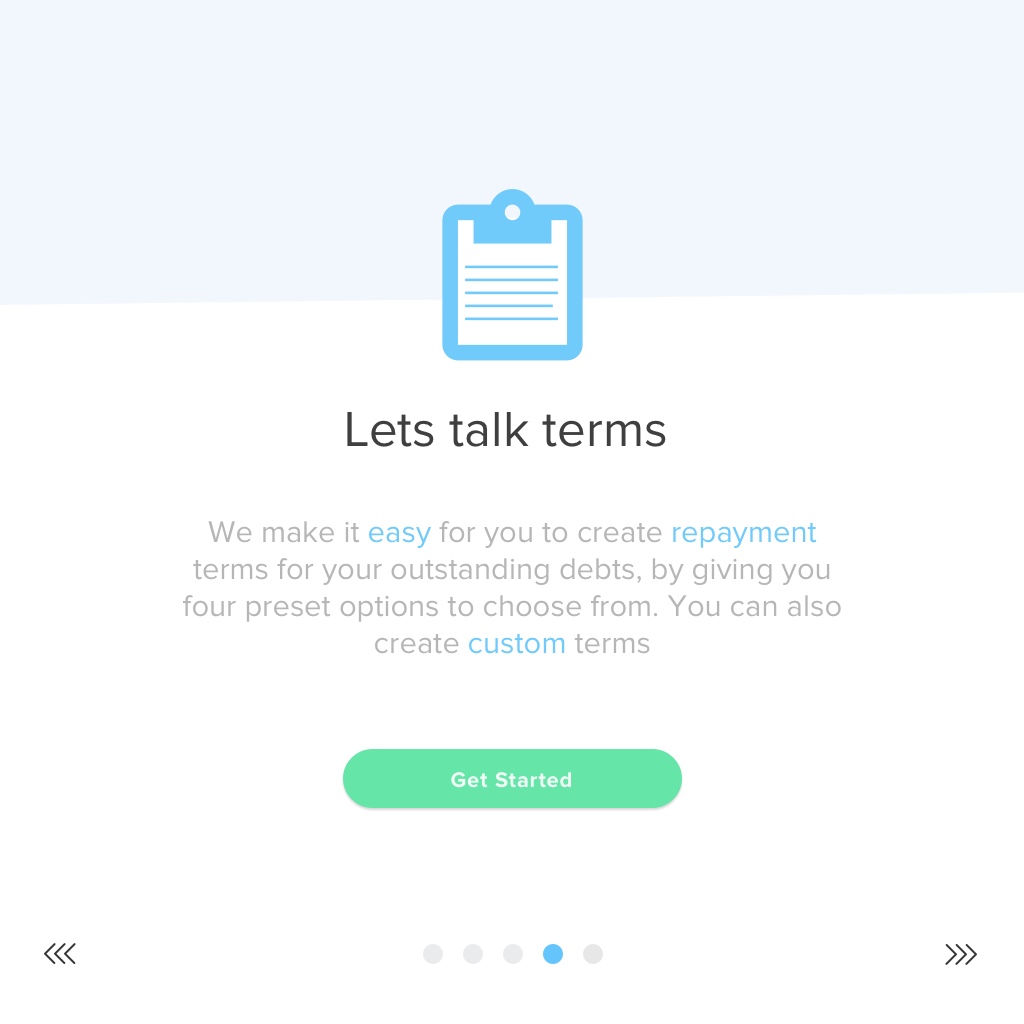 Lets talk terms
We make it easy for you to create repayment
terms for your outstanding debts, by giving you
four preset options to choose from. You can also
create custom terms
Get Started